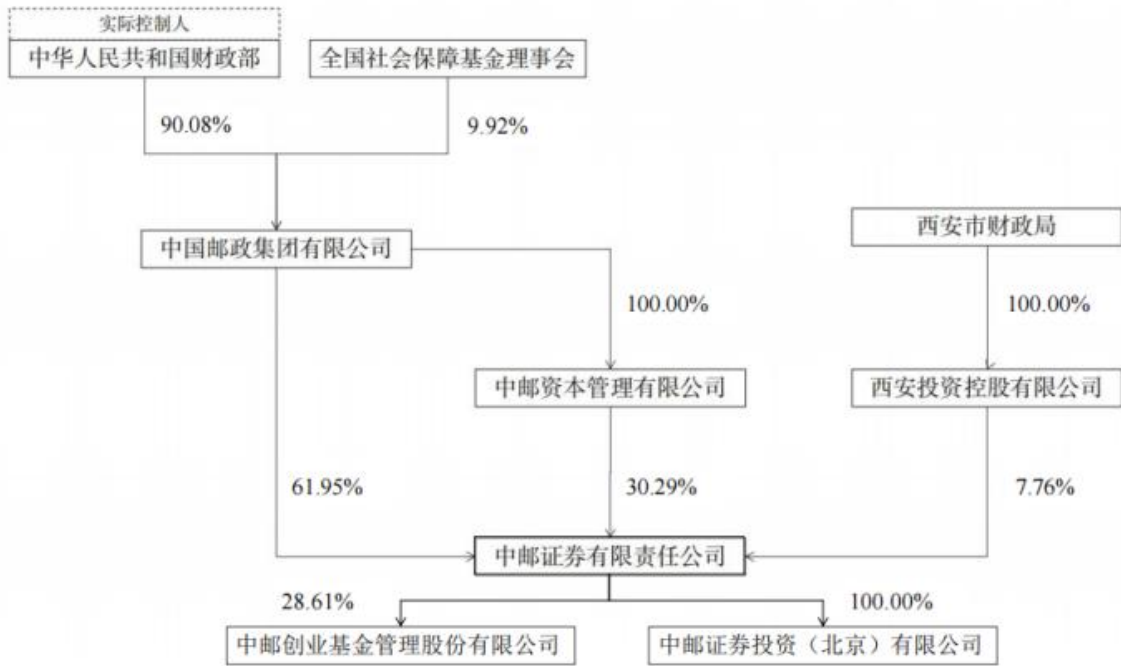 实际控制人
中华人民共和国财政部
全国社会保障基金理事会
90.08%
9.92%
中国邮政集团有限公司
西安市财政局
100.00%
100.00%
中邮资本管理有限公司
西安投资控股有限公司
61.95%
30.29%
7.76%
中邮证券有限责任公司
28.61%
100.00%
中邮创业基金管理股份有限公司
中邮证券投资（北京）有限公司